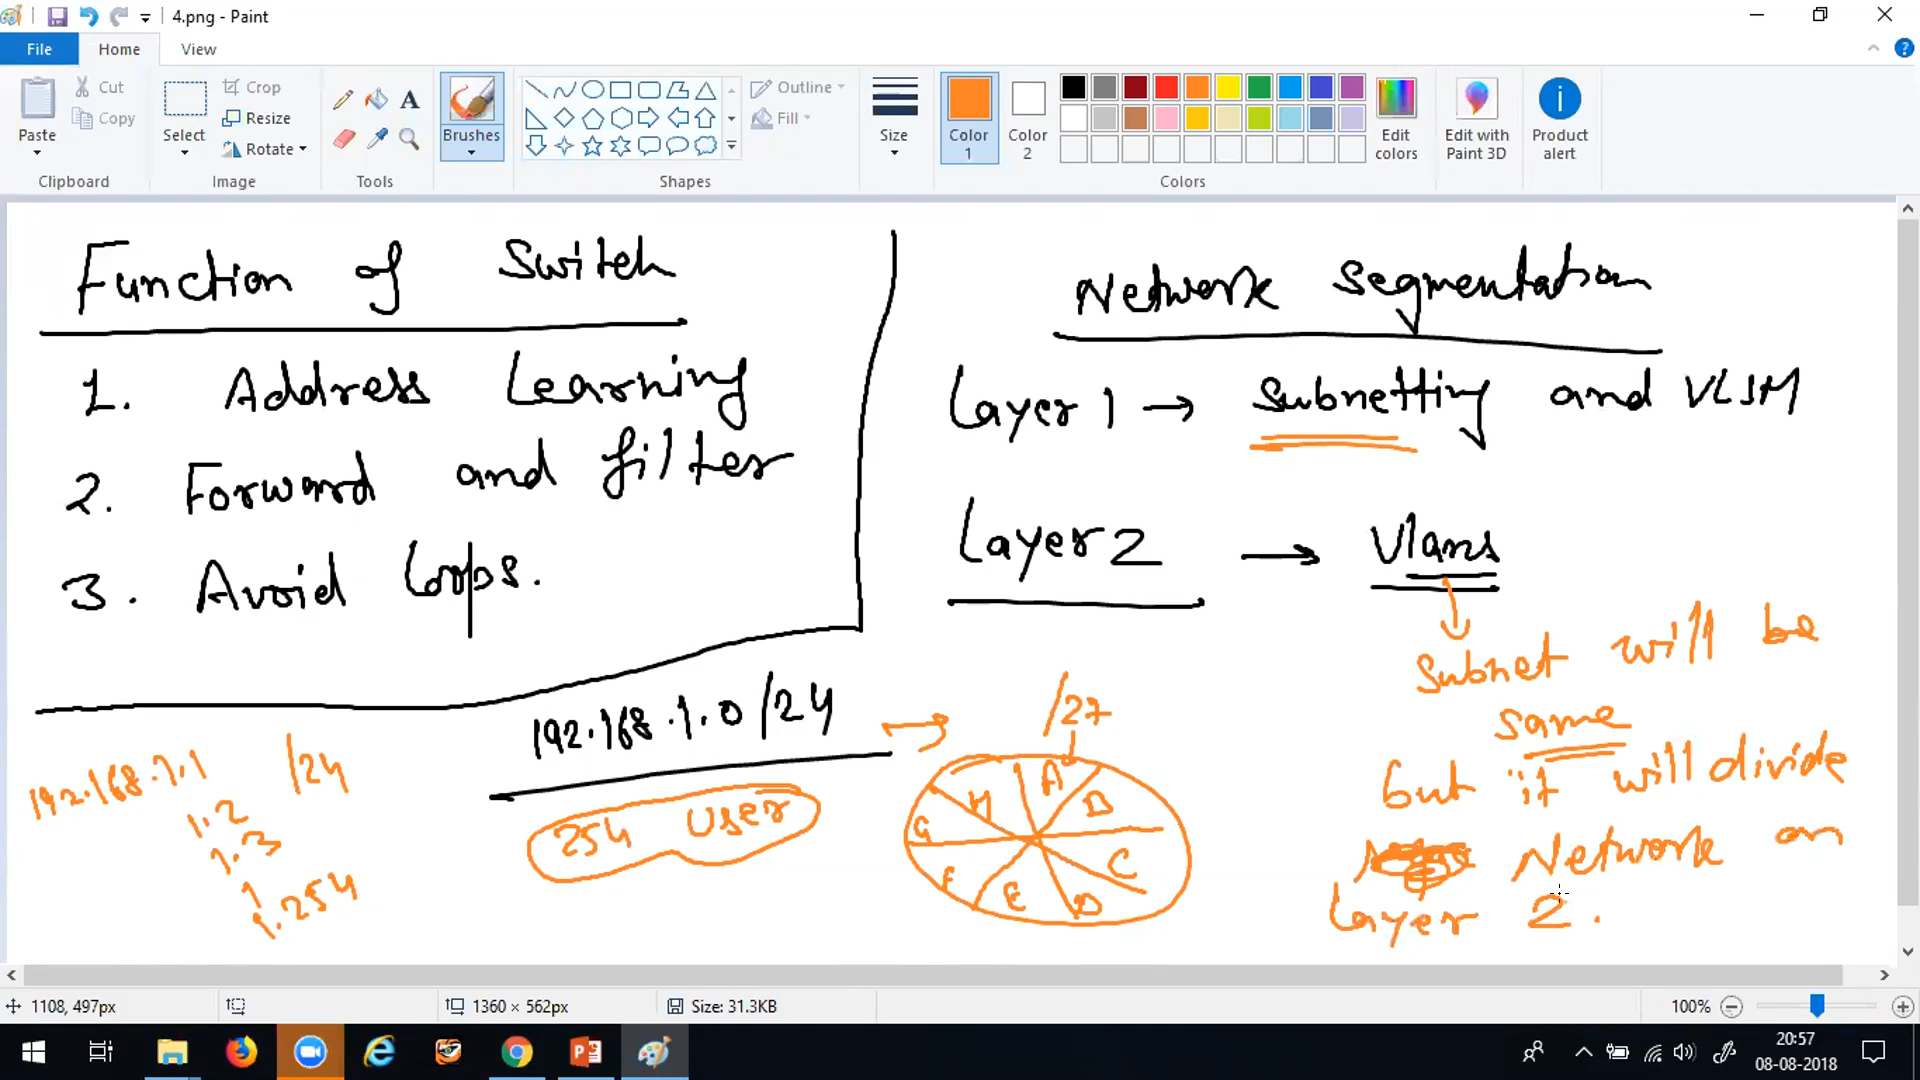 4.png - Paint
File Home View
Paste
Cut
Copy
Clipboard
Select
Crop
Resize
Rotate
Image
A
Tools
Brushes
Outline
Fill
Shapes
Size
Color 1
Color 2
Edit colors
Edit with Paint 3D
Product alert
Colors
Function of Switch
1. Address Learning
2. Forward and filter
3. Avoid Loops.
Network Segmentation
Layer 1 → Subnetting and VLSM
Layer 2 → Vlans
Subnet will be
same
but it will divide
Network on
Layer 2.
192.168.1.0 /24 → /27
254 User
A B C D E F G H
192.168.1.1 /24
1.2
1.3
1
1.254
1108, 497px
1360 × 562px
Size: 31.3KB
100%
20:57
08-08-2018